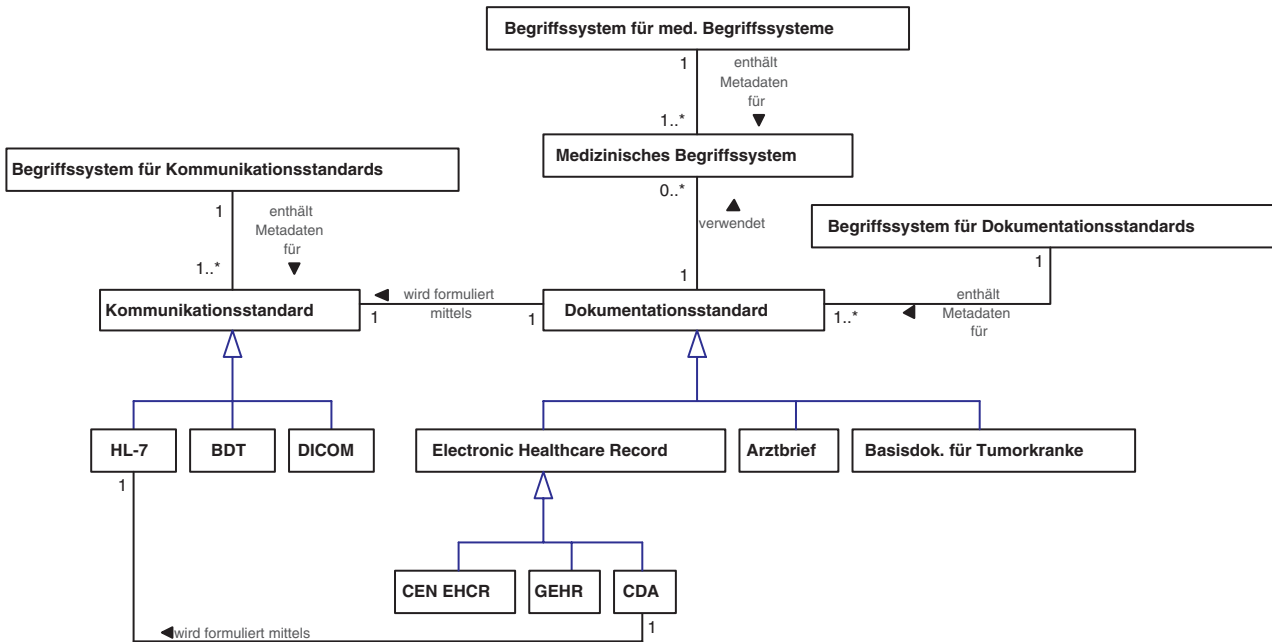 Begriffssystem für med. Begriffssysteme
1
enthält
Metadaten
für
1..*
Medizinisches Begriffssystem
Begriffssystem für Kommunikationsstandards
0..*
1
enthält
Metadaten
für
verwendet
Begriffssystem für Dokumentationsstandards
1..*
1
1
Kommunikationsstandard
wird formuliert
mittels
1
1
Dokumentationsstandard
1..*
enthält
Metadaten
für
HL-7
BDT
DICOM
Electronic Healthcare Record
Arztbrief
Basisdok. für Tumorkranke
1
CEN EHCR
GEHR
CDA
wird formuliert mittels
1